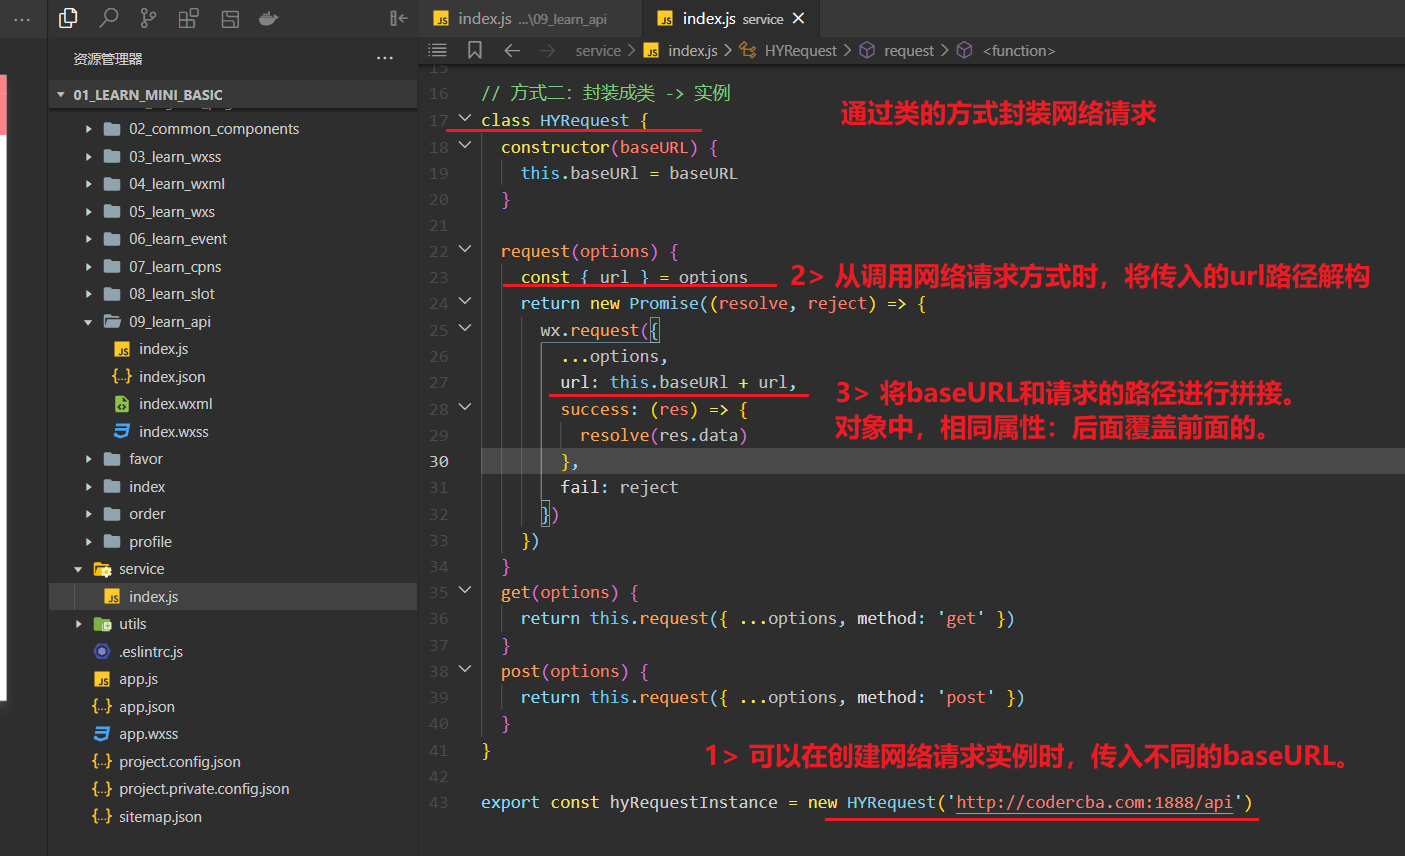 index.js ...\09_learn_api
index.js service
资源管理器
service > index.js > HYRequest > request > <function>
01_LEARN_MINI_BASIC
02_common_components
03_learn_wxss
04_learn_wxml
05_learn_wxs
06_learn_event
07_learn_cpns
08_learn_slot
09_learn_api
index.js
index.json
index.wxml
index.wxss
favor
index
order
profile
service
index.js
utils
.eslintrc.js
app.js
app.json
app.wxss
project.config.json
project.private.config.json
sitemap.json
15
16 // 方式二：封装成类 -> 实例
17 class HYRequest {
通过类的方式封装网络请求
18 constructor(baseURL) {
19 this.baseURl = baseURL
20 }
21
22 request(options) {
23 const { url } = options
2> 从调用网络请求方式时，将传入的url路径解构
24 return new Promise((resolve, reject) => {
25 wx.request({
26 ...options,
27 url: this.baseURl + url,
3> 将baseURL和请求的路径进行拼接。
对象中，相同属性：后面覆盖前面的。
28 success: (res) => {
29 resolve(res.data)
30 },
31 fail: reject
32 })
33 })
34 }
35 get(options) {
36 return this.request({ ...options, method: 'get' })
37 }
38 post(options) {
39 return this.request({ ...options, method: 'post' })
40 }
41 }
1> 可以在创建网络请求实例时，传入不同的baseURL。
42
43 export const hyRequestInstance = new HYRequest('http://codercba.com:1888/api')